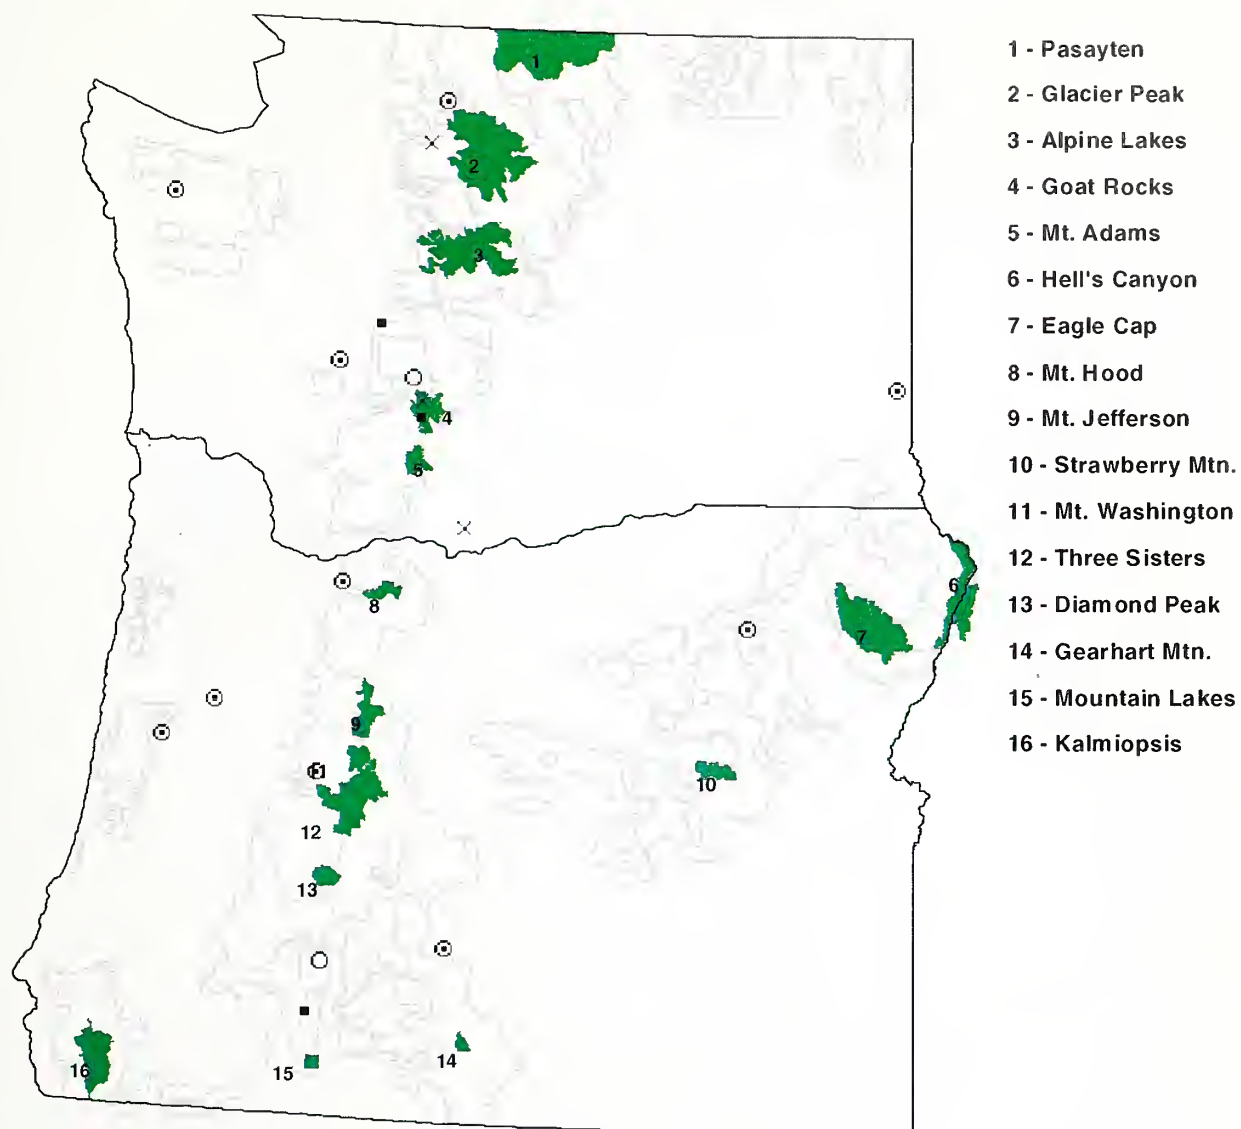 1 - Pasayten
2 - Glacier Peak
3 - Alpine Lakes
4 - Goat Rocks
5 - Mt. Adams
6 - Hell's Canyon
7 - Eagle Cap
8 - Mt. Hood
9 - Mt. Jefferson
10 - Strawberry Mtn.
11 - Mt. Washington
12 - Three Sisters
13 - Diamond Peak
14 - Gearhart Mtn.
15 - Mountain Lakes
16 - Kalmiopsis
1
2
3
4
5
6
7
8
9
10
11
12
13
14
15
16